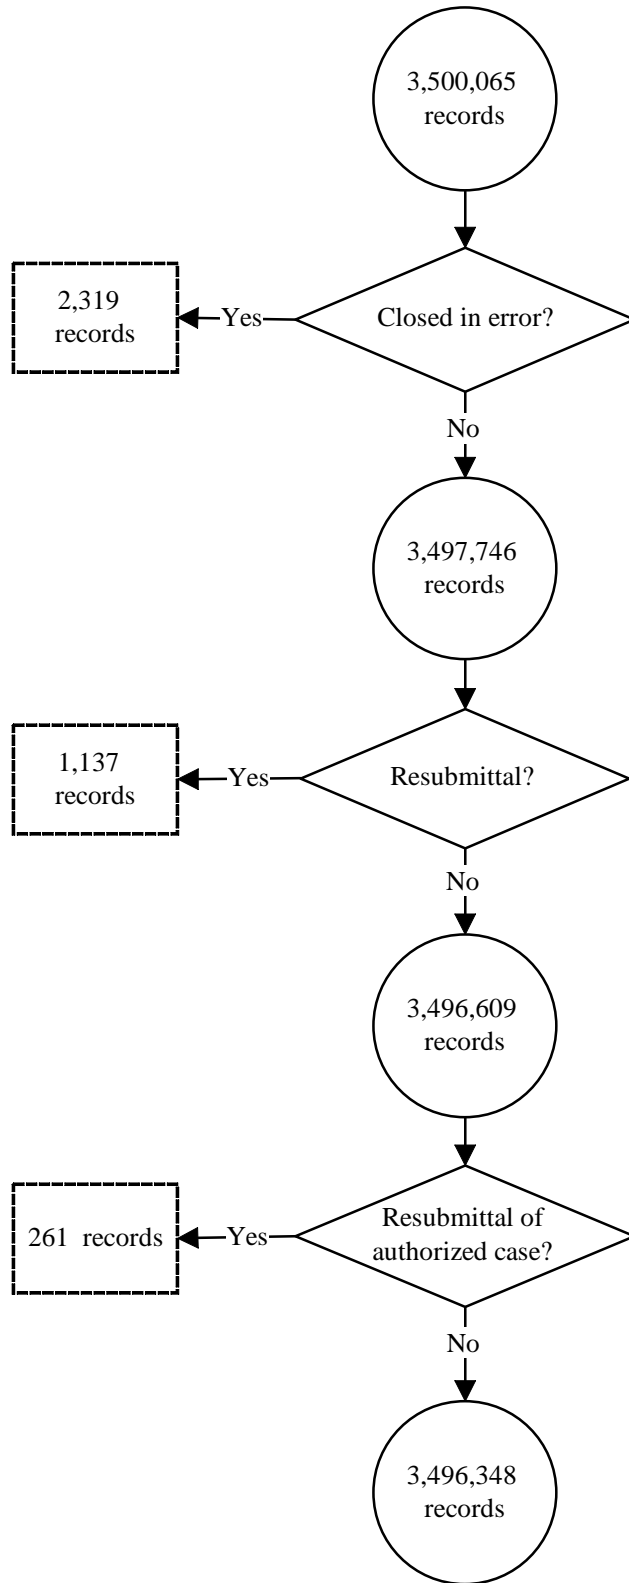 3,500,065
records
2,319
records
Yes
Closed in error?
No
3,497,746
records
1,137
records
Yes
Resubmittal?
No
3,496,609
records
261 records
Yes
Resubmittal of
authorized case?
No
3,496,348
records